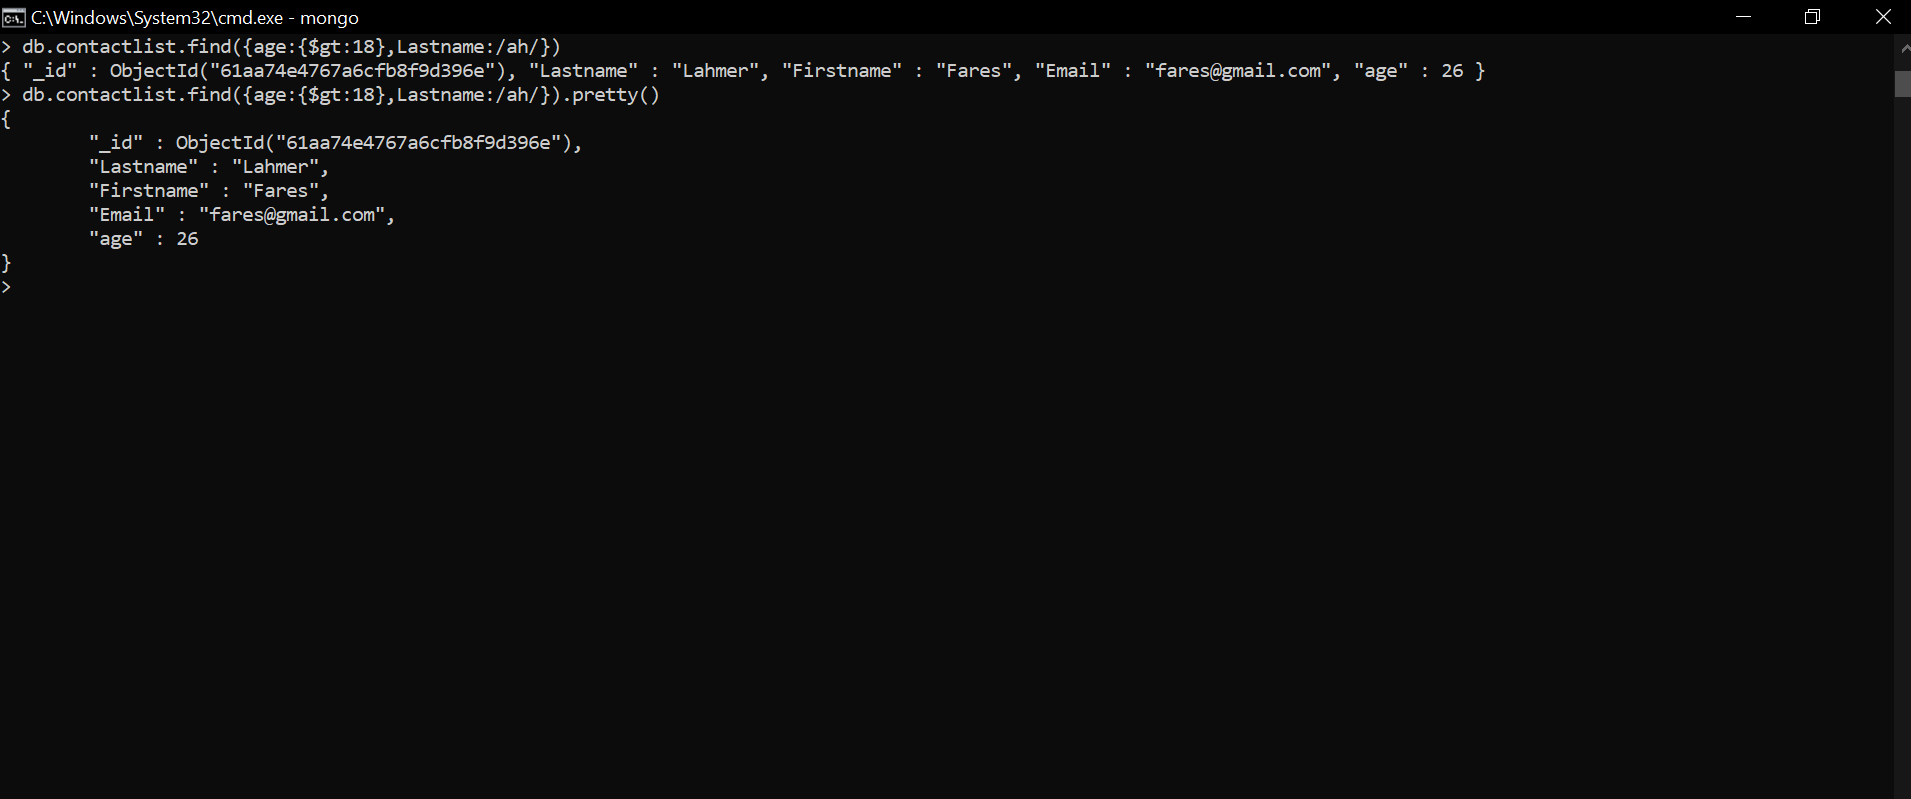 C:\Windows\System32\cmd.exe - mongo
> db.contactlist.find({age:{$gt:18},Lastname:/ah/})
{ "_id" : ObjectId("61aa74e4767a6cfb8f9d396e"), "Lastname" : "Lahmer", "Firstname" : "Fares", "Email" : "fares@gmail.com", "age" : 26 }
> db.contactlist.find({age:{$gt:18},Lastname:/ah/}).pretty()
{
        "_id" : ObjectId("61aa74e4767a6cfb8f9d396e"),
        "Lastname" : "Lahmer",
        "Firstname" : "Fares",
        "Email" : "fares@gmail.com",
        "age" : 26
}
>